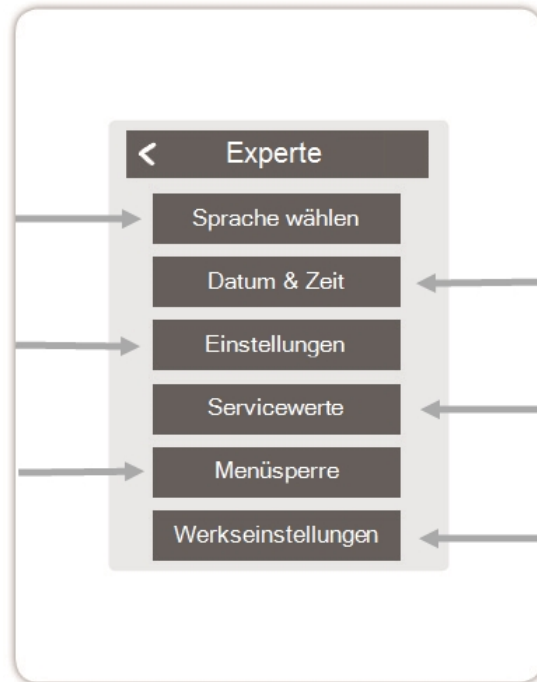 Experte
Sprache wählen
Datum & Zeit
Einstellungen
Servicewerte
Menüsperre
Werkseinstellungen